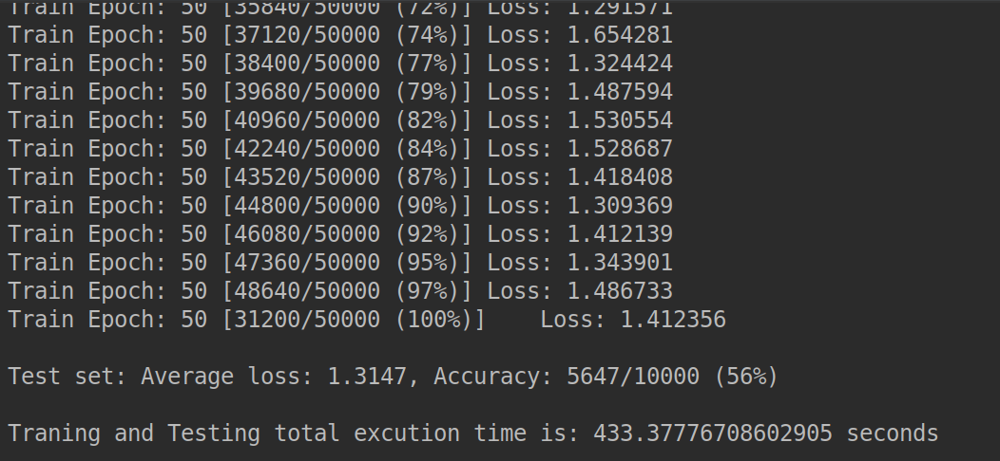 Train Epoch: 50 [35840/50000 (72%)] Loss: 1.291571
Train Epoch: 50 [37120/50000 (74%)] Loss: 1.654281
Train Epoch: 50 [38400/50000 (77%)] Loss: 1.324424
Train Epoch: 50 [39680/50000 (79%)] Loss: 1.487594
Train Epoch: 50 [40960/50000 (82%)] Loss: 1.530554
Train Epoch: 50 [42240/50000 (84%)] Loss: 1.528687
Train Epoch: 50 [43520/50000 (87%)] Loss: 1.418408
Train Epoch: 50 [44800/50000 (90%)] Loss: 1.309369
Train Epoch: 50 [46080/50000 (92%)] Loss: 1.412139
Train Epoch: 50 [47360/50000 (95%)] Loss: 1.343901
Train Epoch: 50 [48640/50000 (97%)] Loss: 1.486733
Train Epoch: 50 [31200/50000 (100%)]    Loss: 1.412356
Test set: Average loss: 1.3147, Accuracy: 5647/10000 (56%)
Traning and Testing total excution time is: 433.37776708602905 seconds